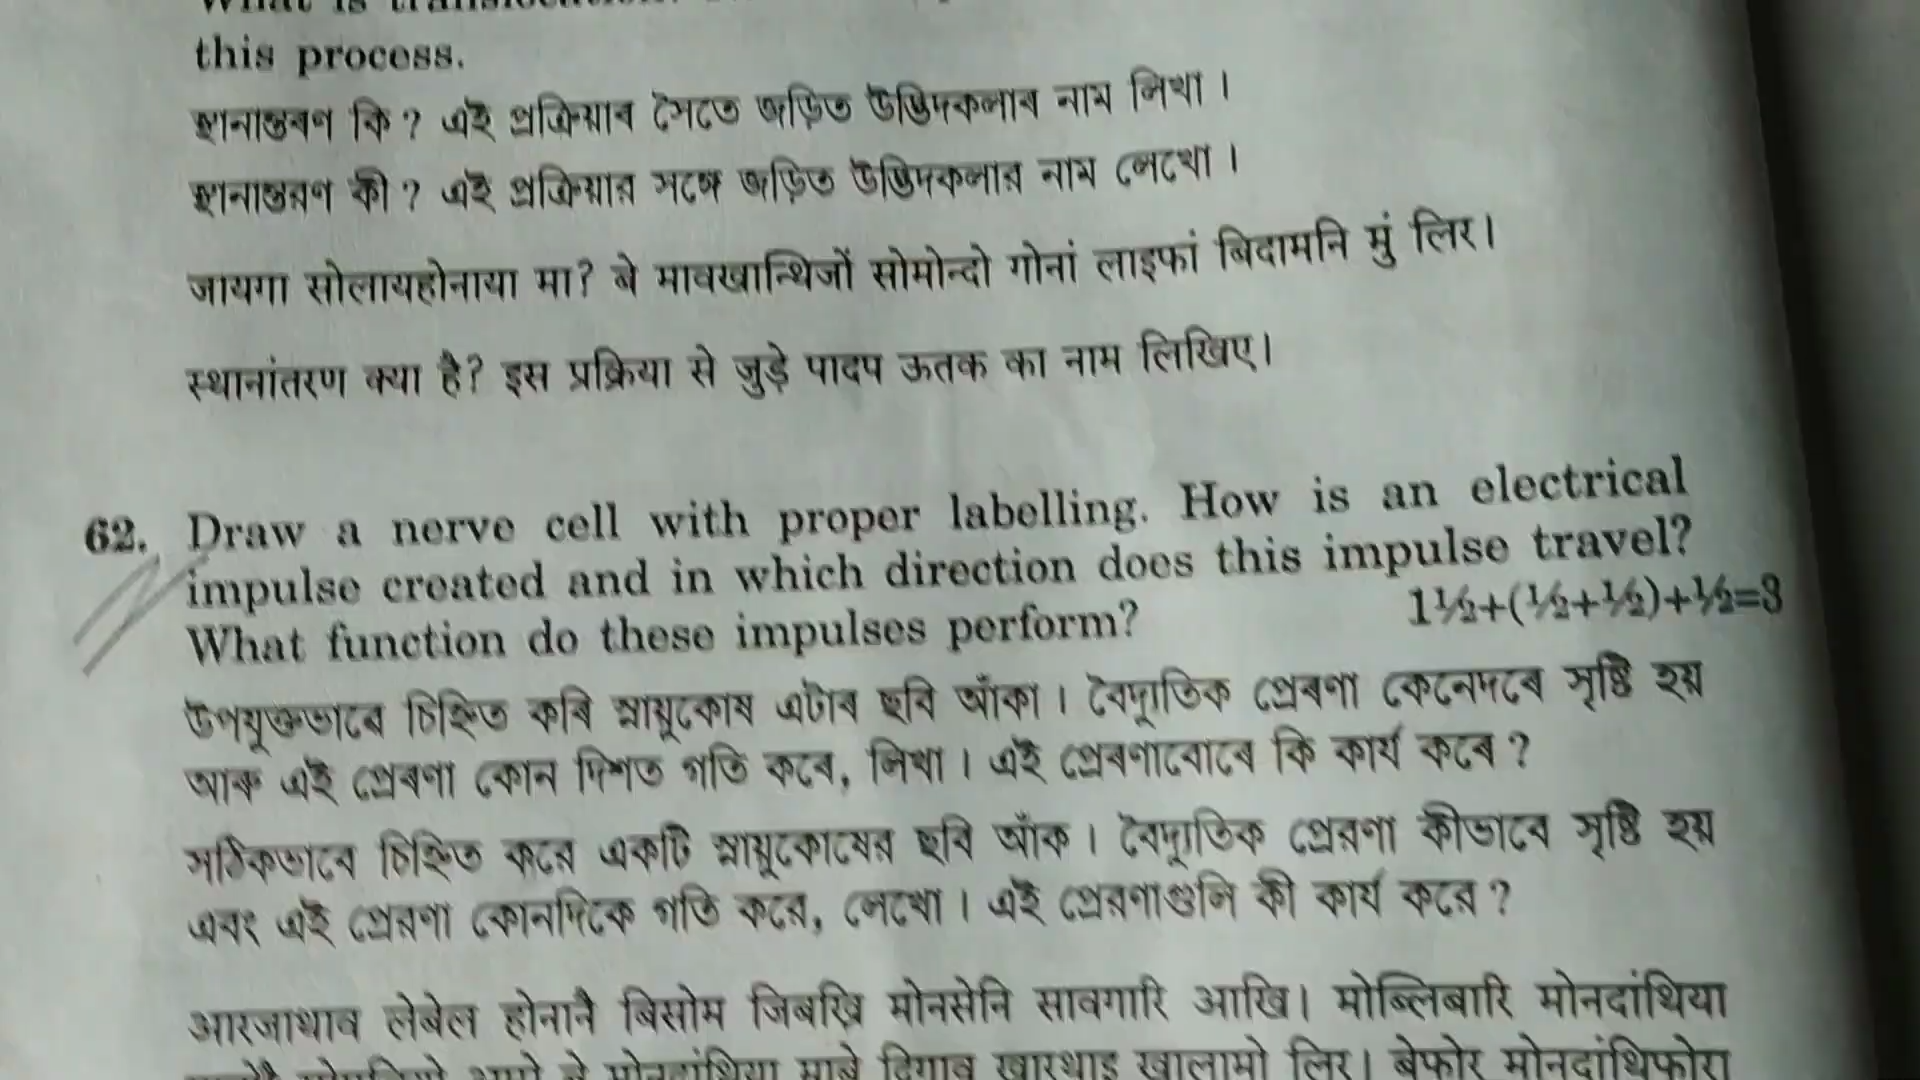 What is
this process.
স্থানান্তৰণ কি ? এই প্ৰক্ৰিয়াৰ সৈতে জড়িত উদ্ভিদকলাৰ নাম লিখা ।
স্থানান্তরণ কী ? এই প্রক্রিয়ার সঙ্গে জড়িত উদ্ভিদকলার নাম লেখো ।
जायगा सोलायहोनाया मा? बे मावखान्थिजों सोमोन्दो गोनां लाइफां बिदामनि मुं लिर।
स्थानांतरण क्या है? इस प्रक्रिया से जुड़े पादप ऊतक का नाम लिखिए।
62. Draw a nerve cell with proper labelling. How is an electrical
impulse created and in which direction does this impulse travel?
What function do these impulses perform? 1½+(½+½)+½=3
উপযুক্তভাৱে চিহ্নিত কৰি স্নায়ুকোষ এটাৰ ছবি আঁকা । বৈদ্যুতিক প্ৰেৰণা কেনেদৰে সৃষ্টি হয়
আৰু এই প্ৰেৰণা কোন দিশত গতি কৰে, লিখা । এই প্ৰেৰণাবোৰে কি কাৰ্য কৰে ?
সঠিকভাবে চিহ্নিত করে একটি স্নায়ুকোষের ছবি আঁক । বৈদ্যুতিক প্রেরণা কীভাবে সৃষ্টি হয়
এবং এই প্রেরণা কোনদিকে গতি করে, লেখো । এই প্রেরণাগুলি কী কার্য করে ?
आरजाथाव लेबेल होनानै बिसोम जिबख्रि मोनसेनि सावगारि आखि। मोब्लिबारि मोनदांथिया
बे मोनदांथिया माबे दिगाव खारथाइ खालामो लिर। बेफोर मोनदांथिफोरा